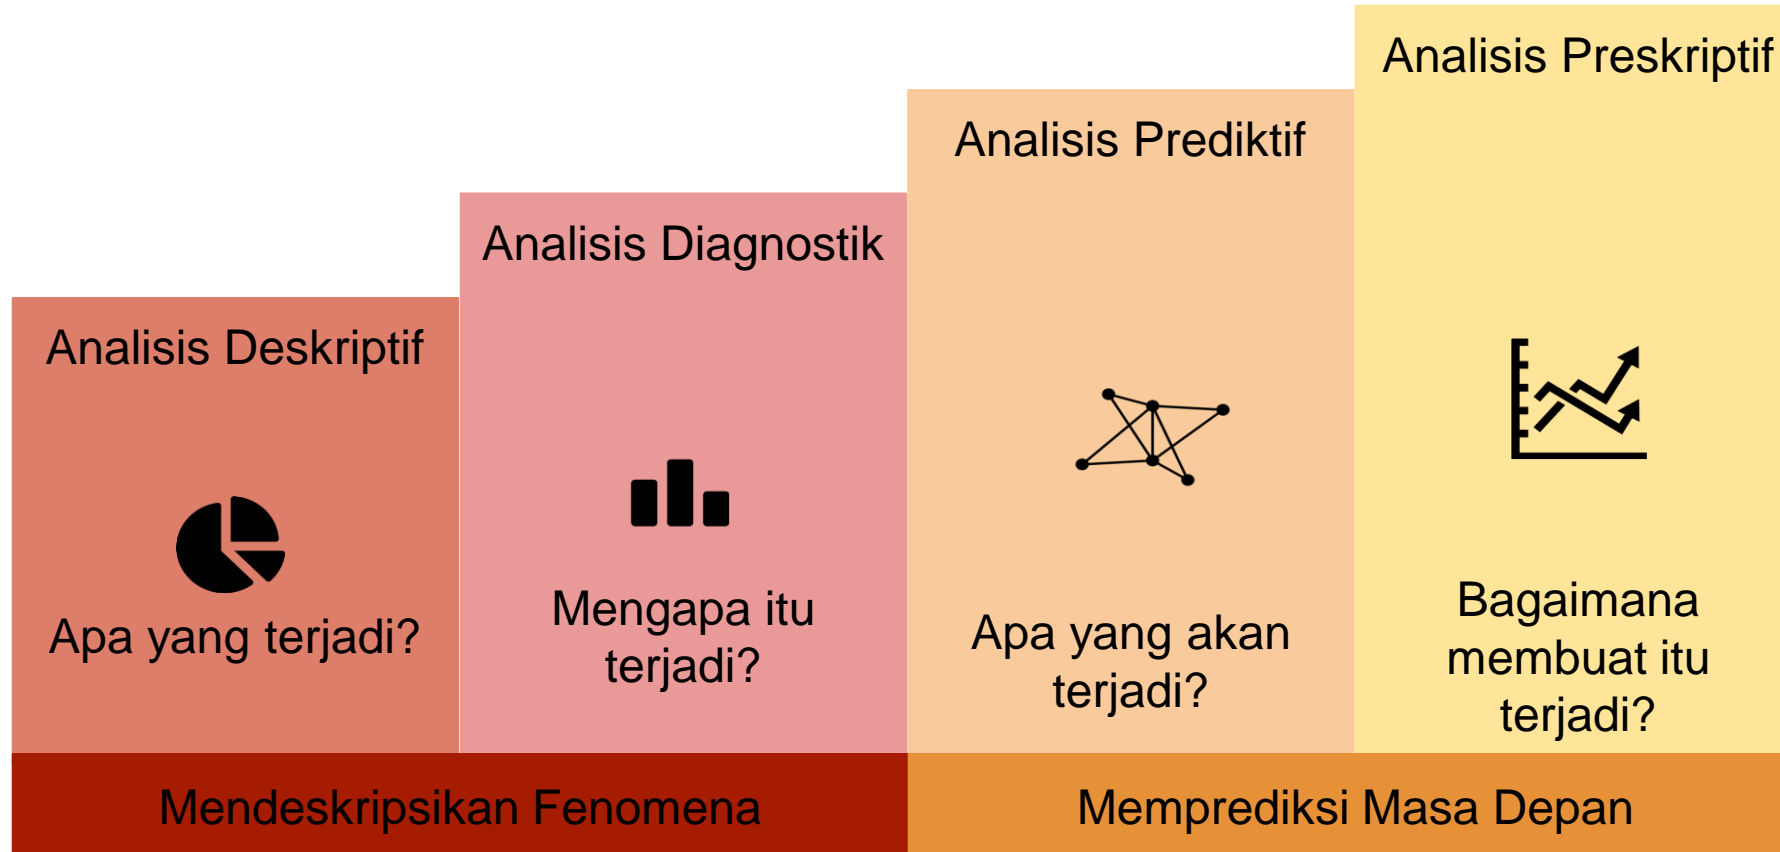 Analisis Deskriptif
Apa yang terjadi?
Analisis Diagnostik
Mengapa itu
terjadi?
Analisis Prediktif
Apa yang akan
terjadi?
Analisis Preskriptif
Bagaimana
membuat itu
terjadi?
Mendeskripsikan Fenomena
Memprediksi Masa Depan